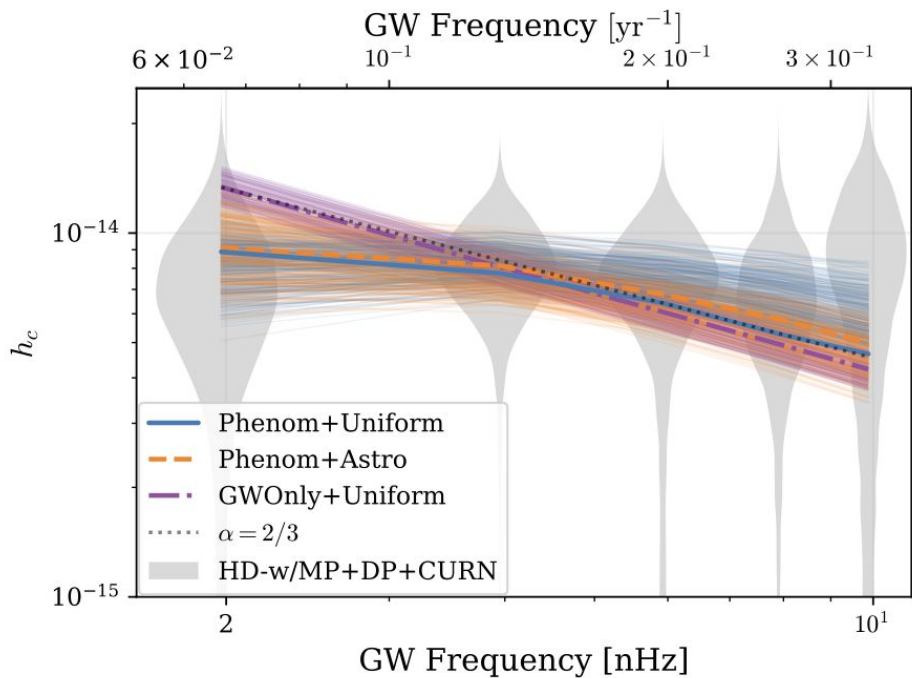 GW Frequency [yr⁻¹]
6 × 10⁻²
10⁻¹
2 × 10⁻¹
3 × 10⁻¹
h_c
10⁻¹⁴
10⁻¹⁵
Phenom+Uniform
Phenom+Astro
GWOnly+Uniform
α = 2/3
HD-w/MP+DP+CURN
2
10¹
GW Frequency [nHz]